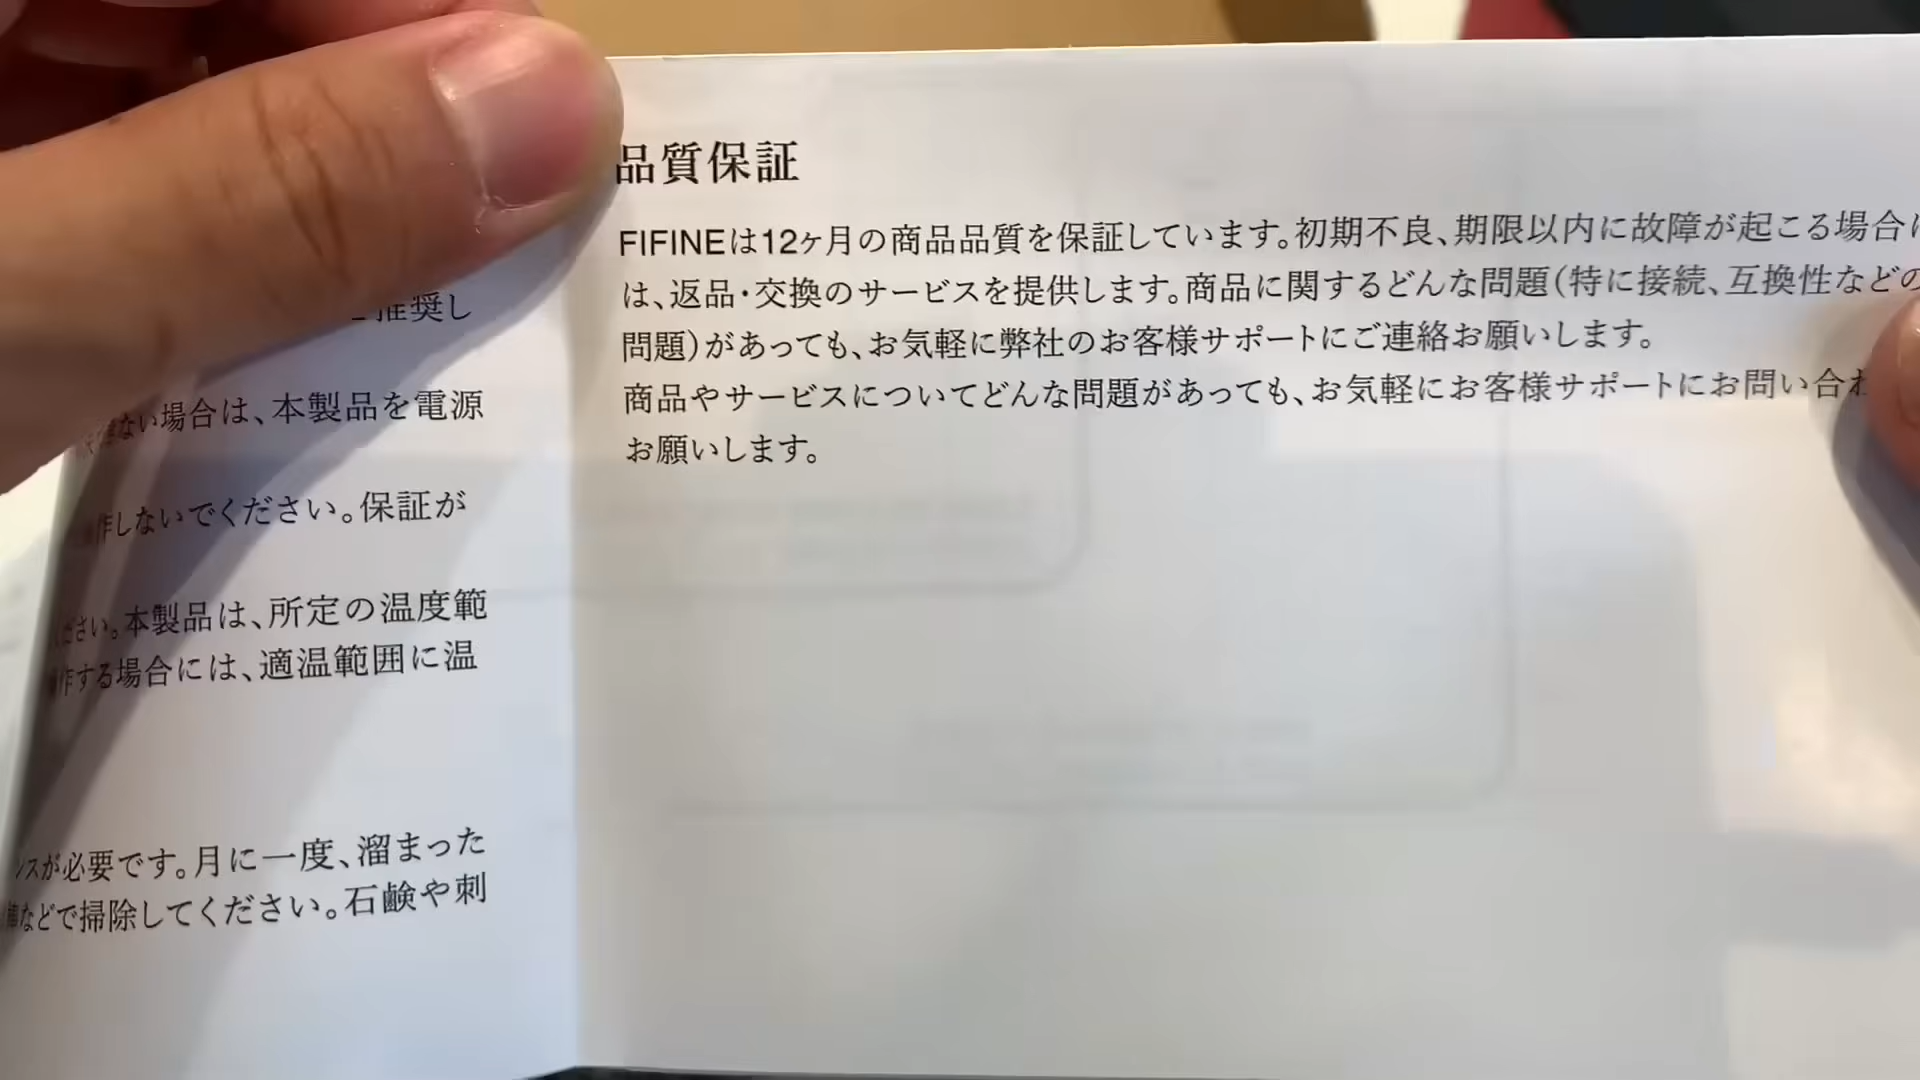 推奨し
ない場合は、本製品を電源
作しないでください。保証が
ださい。本製品は、所定の温度範
作する場合には、適温範囲に温
ンスが必要です。月に一度、溜まった
などで掃除してください。石鹸や刺
品質保証
FIFINEは12ヶ月の商品品質を保証しています。初期不良、期限以内に故障が起こる場合に
は、返品・交換のサービスを提供します。商品に関するどんな問題(特に接続、互換性などの
問題)があっても、お気軽に弊社のお客様サポートにご連絡お願いします。
商品やサービスについてどんな問題があっても、お気軽にお客様サポートにお問い合わ
お願いします。